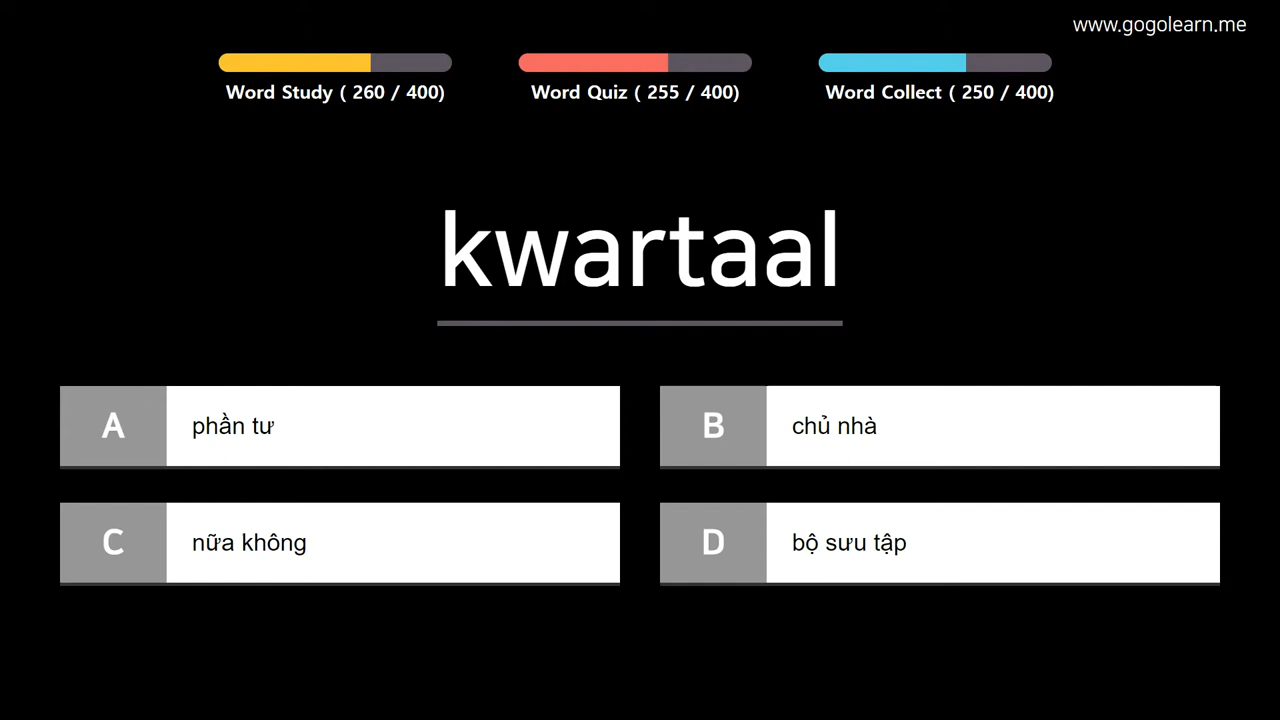 www.gogolearn.me
Word Study ( 260 / 400)
Word Quiz ( 255 / 400)
Word Collect ( 250 / 400)
kwartaal
A phần tư
B chủ nhà
C nữa không
D bộ sưu tập